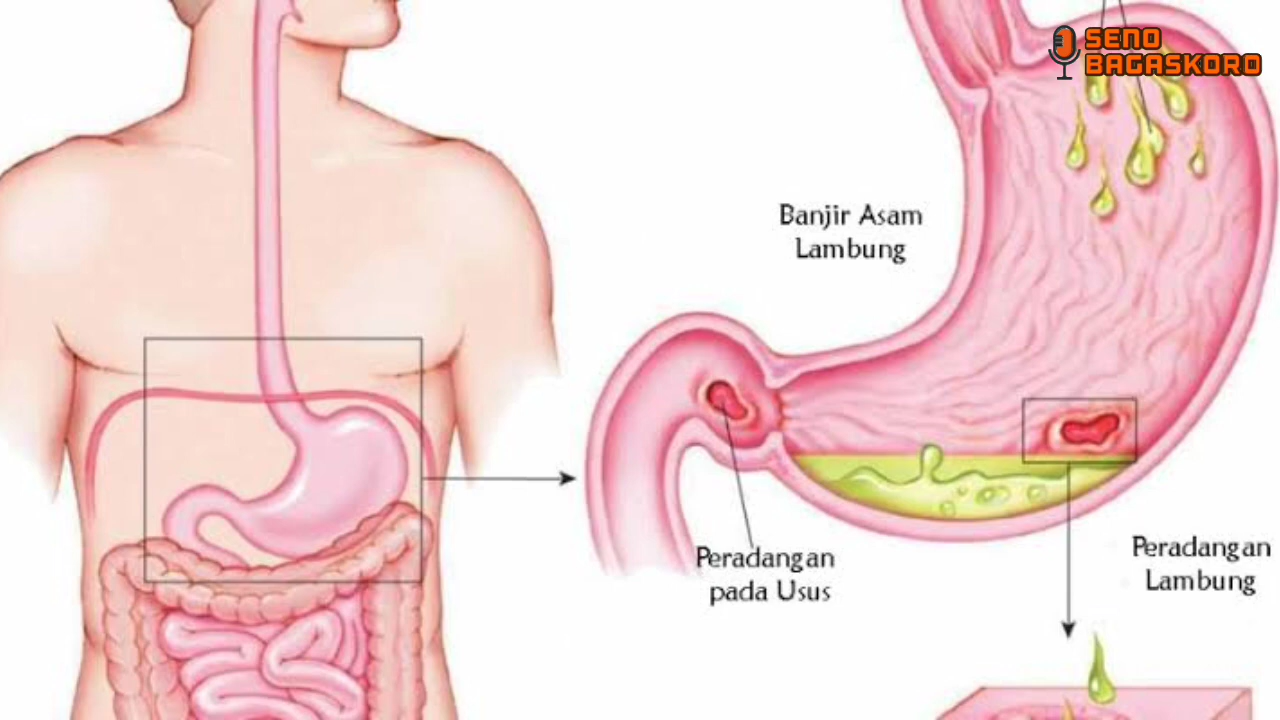 SENO
BAGASKORO
Banjir Asam
Lambung
Peradangan
pada Usus
Peradangan
Lambung